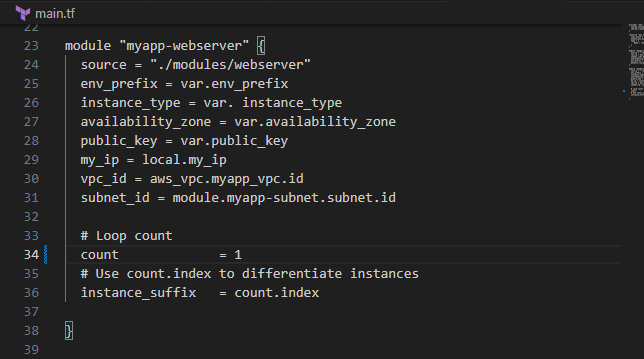 main.tf
22
23 module "myapp-webserver" {
24 source = "./modules/webserver"
25 env_prefix = var.env_prefix
26 instance_type = var. instance_type
27 availability_zone = var.availability_zone
28 public_key = var.public_key
29 my_ip = local.my_ip
30 vpc_id = aws_vpc.myapp_vpc.id
31 subnet_id = module.myapp-subnet.subnet.id
32
33 # Loop count
34 count = 1
35 # Use count.index to differentiate instances
36 instance_suffix = count.index
37
38 }
39